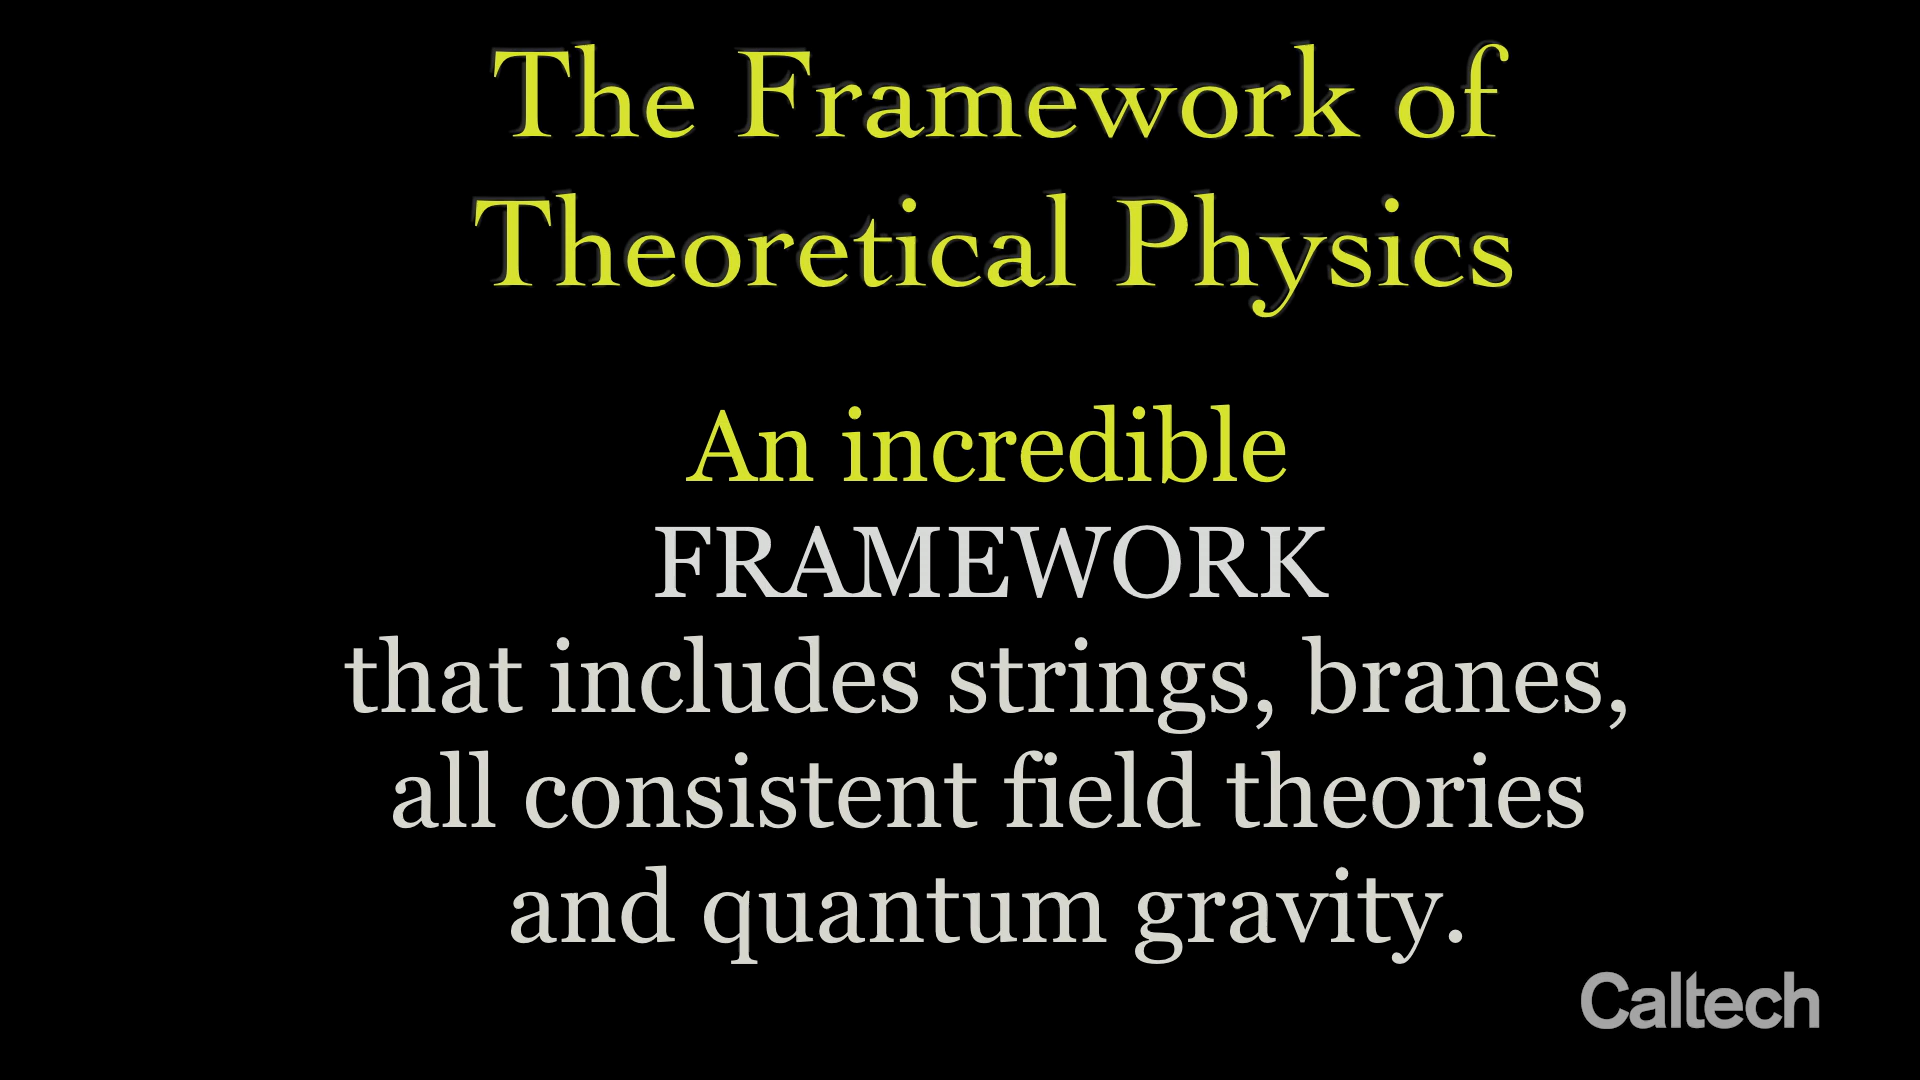 The Framework of
Theoretical Physics
An incredible
FRAMEWORK
that includes strings, branes,
all consistent field theories
and quantum gravity.
Caltech